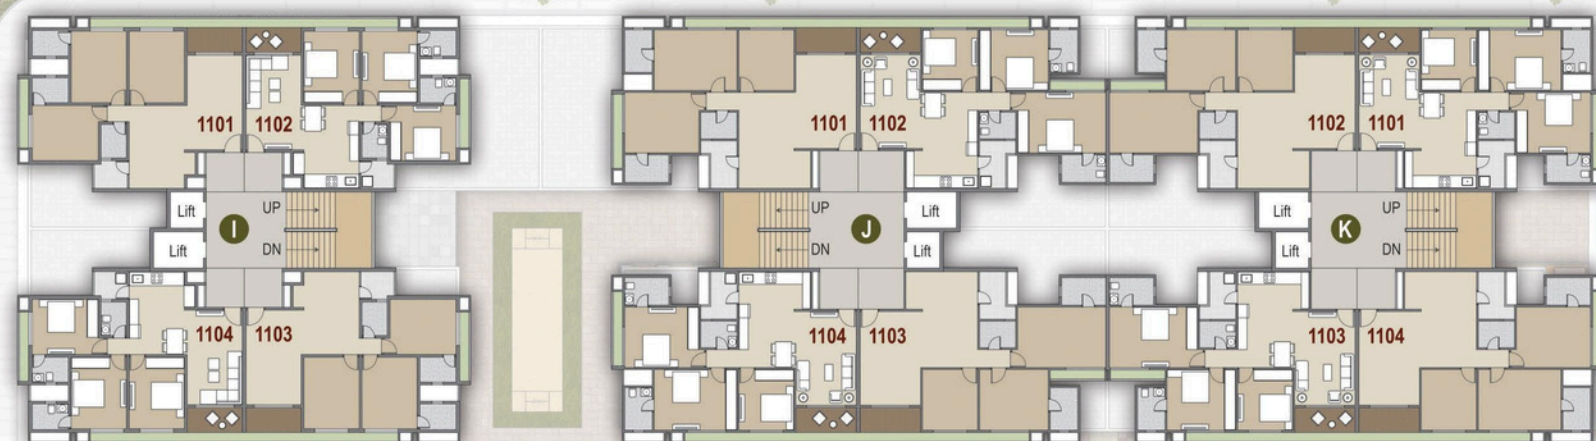 1101 1102
1101 1102
1102 1101
Lift UP
I
Lift DN
UP Lift
J
DN Lift
Lift UP
K
Lift DN
1104 1103
1104 1103
1103 1104